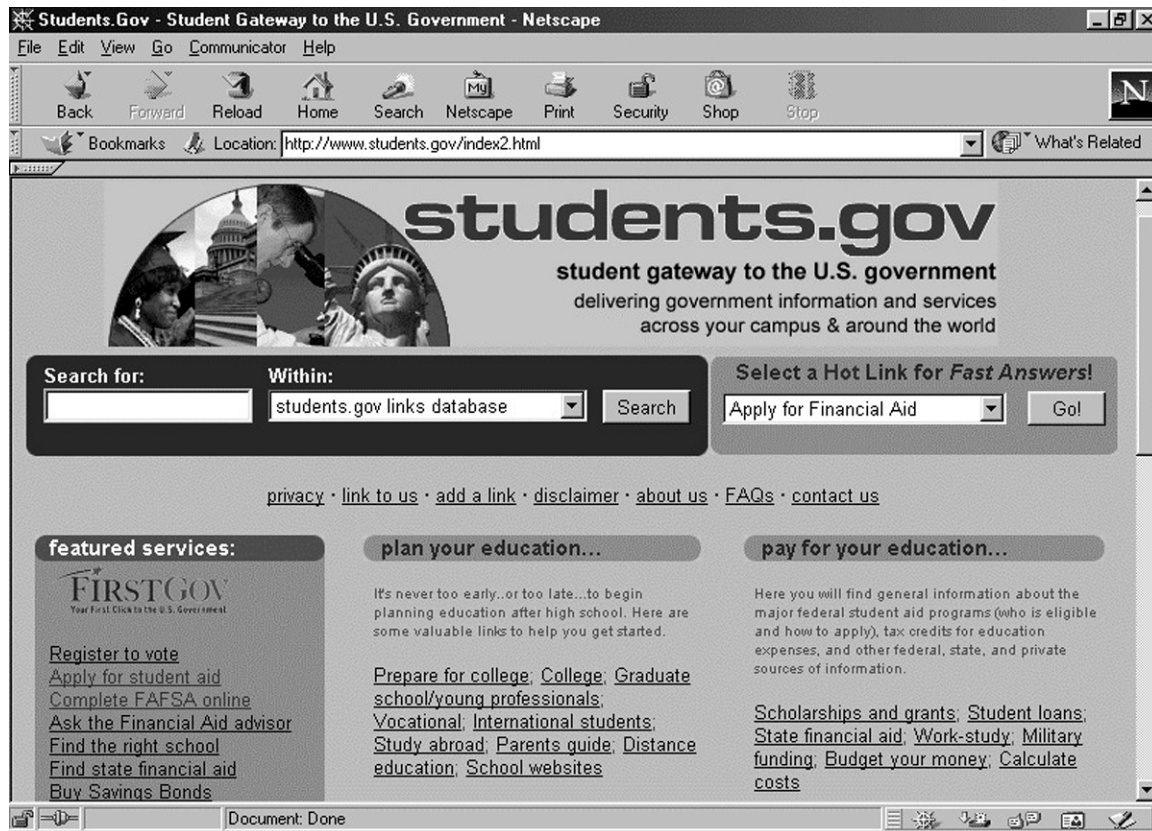 Students.Gov - Student Gateway to the U.S. Government - Netscape
File Edit View Go Communicator Help
My
N
Back Forward Reload Home Search Netscape Print Security Shop Stop
Bookmarks Location: http://www.students.gov/index2.html What's Related
students.gov
student gateway to the U.S. government
delivering government information and services
across your campus & around the world
Search for: Within:
students.gov links database Search
Select a Hot Link for Fast Answers!
Apply for Financial Aid Go!
privacy · link to us · add a link · disclaimer · about us · FAQs · contact us
featured services:
FIRSTGOV
Your First Click to the U.S. Government
Register to vote
Apply for student aid
Complete FAFSA online
Ask the Financial Aid advisor
Find the right school
Find state financial aid
Buy Savings Bonds
plan your education...
It's never too early..or too late...to begin
planning education after high school. Here are
some valuable links to help you get started.
Prepare for college; College; Graduate
school/young professionals;
Vocational; International students;
Study abroad; Parents guide; Distance
education; School websites
pay for your education...
Here you will find general information about the
major federal student aid programs (who is eligible
and how to apply), tax credits for education
expenses, and other federal, state, and private
sources of information.
Scholarships and grants; Student loans;
State financial aid; Work-study; Military
funding; Budget your money; Calculate
costs
Document: Done